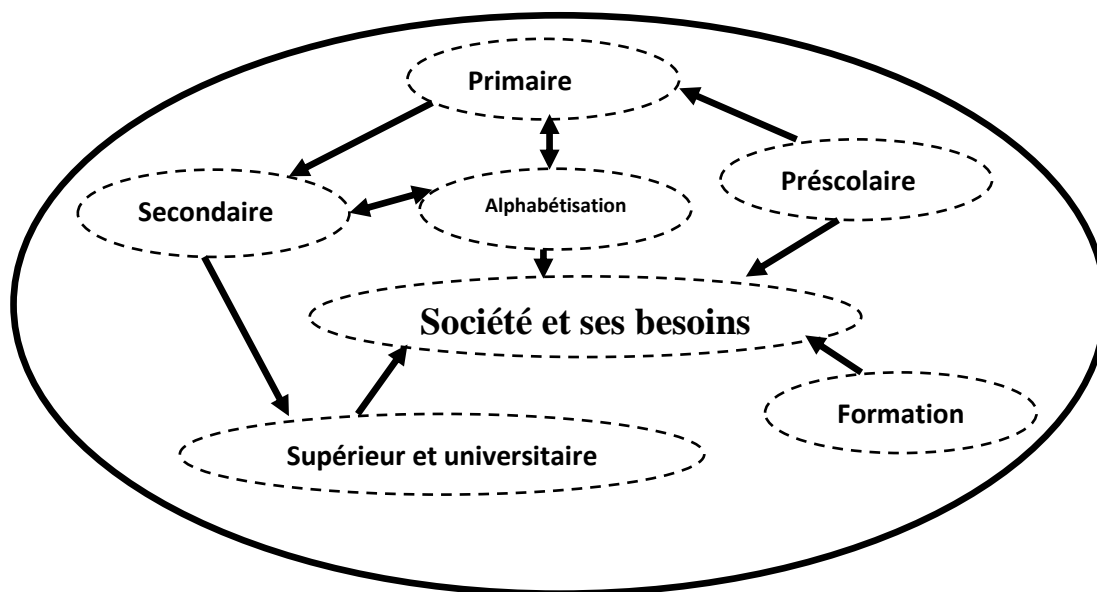 Primaire
Préscolaire
Secondaire
Alphabétisation
Société et ses besoins
Formation
Supérieur et universitaire